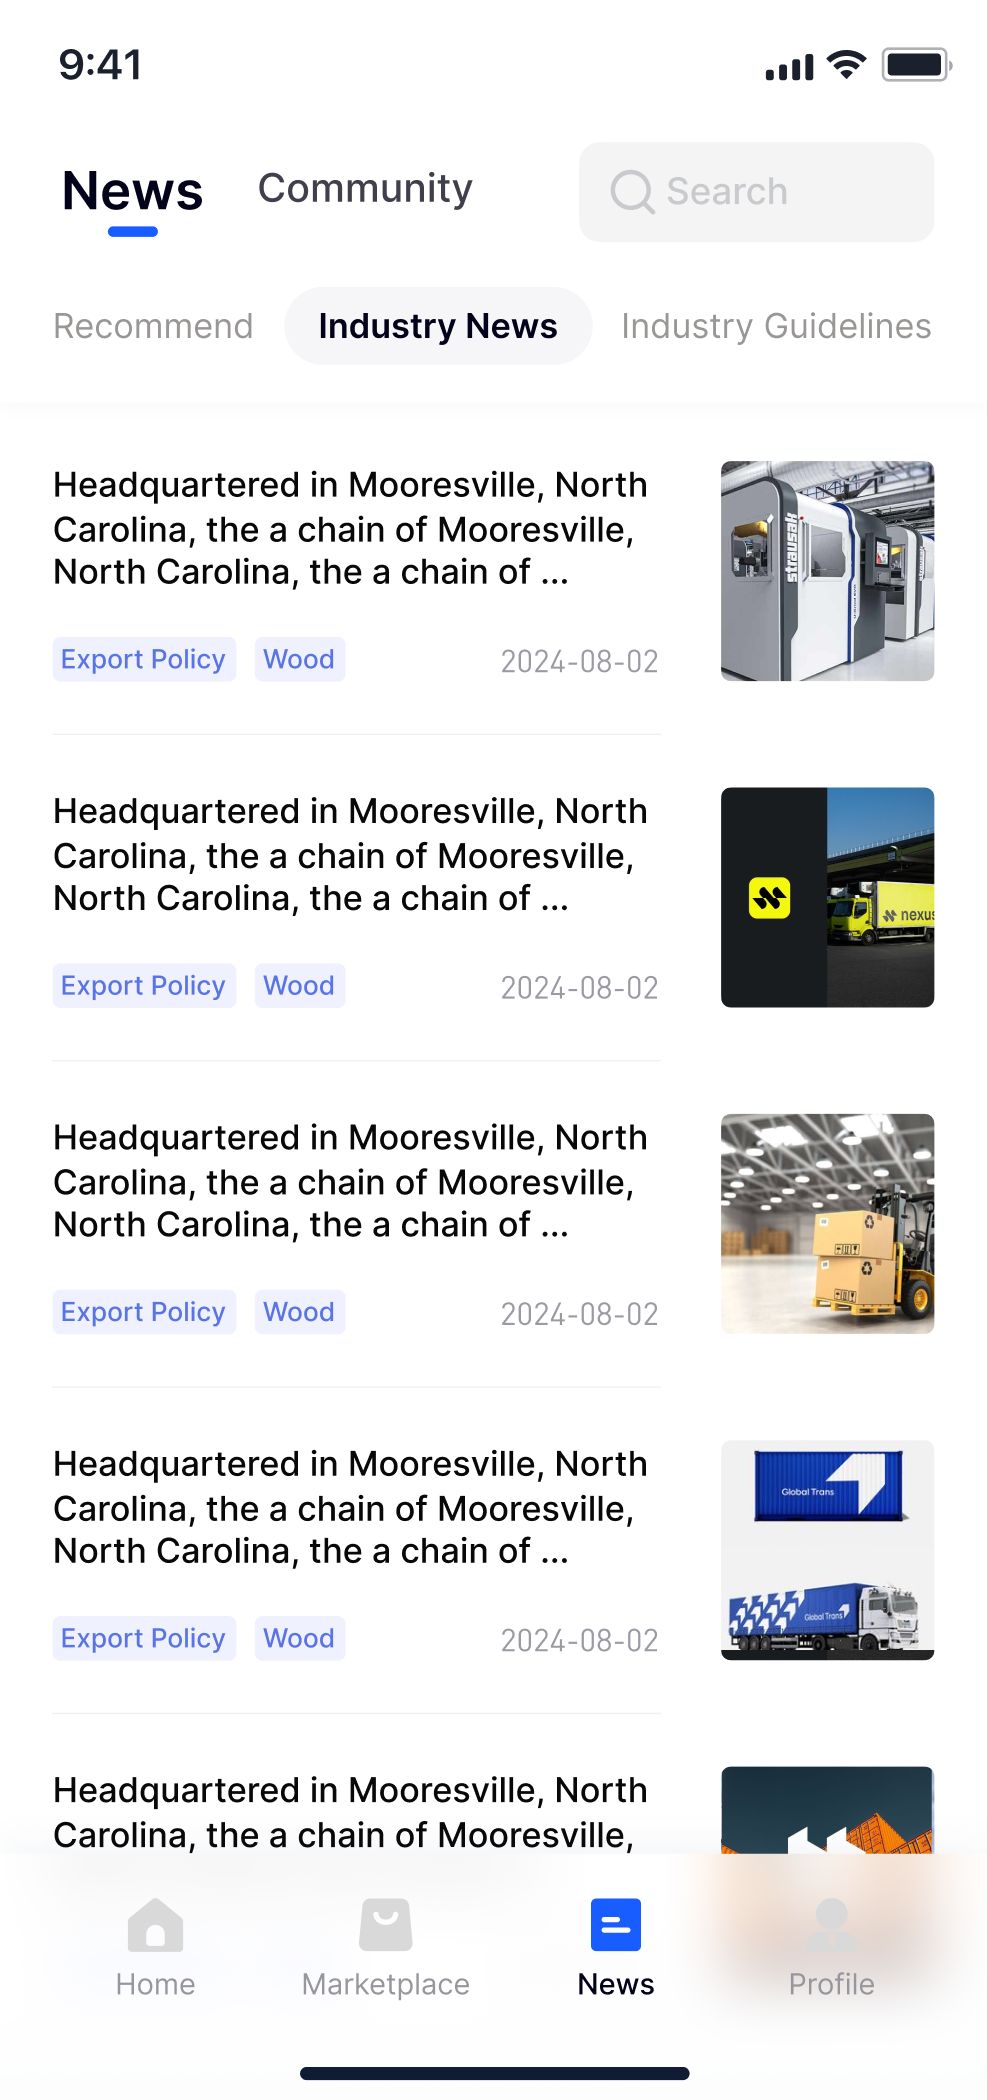 9:41
News Community Search
Recommend Industry News Industry Guidelines
Headquartered in Mooresville, North
Carolina, the a chain of Mooresville,
North Carolina, the a chain of ...
Export Policy Wood 2024-08-02
strausak
strausak
Headquartered in Mooresville, North
Carolina, the a chain of Mooresville,
North Carolina, the a chain of ...
Export Policy Wood 2024-08-02
nexus
Headquartered in Mooresville, North
Carolina, the a chain of Mooresville,
North Carolina, the a chain of ...
Export Policy Wood 2024-08-02
Headquartered in Mooresville, North
Carolina, the a chain of Mooresville,
North Carolina, the a chain of ...
Export Policy Wood 2024-08-02
Global Trans
Global Trans
Headquartered in Mooresville, North
Carolina, the a chain of Mooresville,
Home Marketplace News Profile